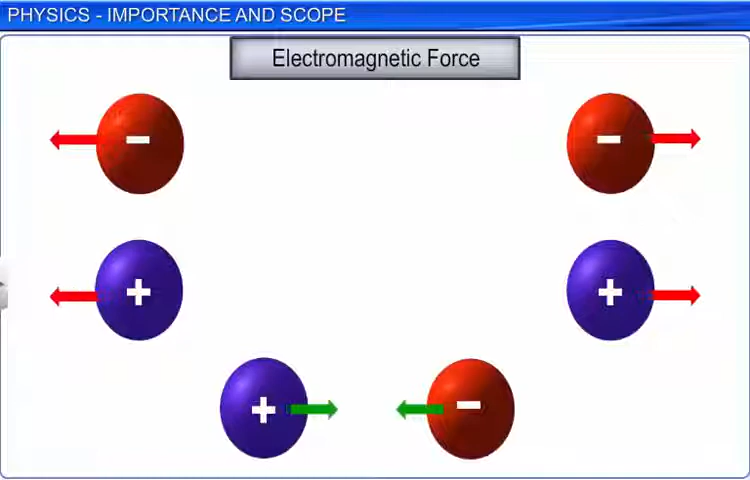 PHYSICS - IMPORTANCE AND SCOPE
Electromagnetic Force
- -
+ +
+ -